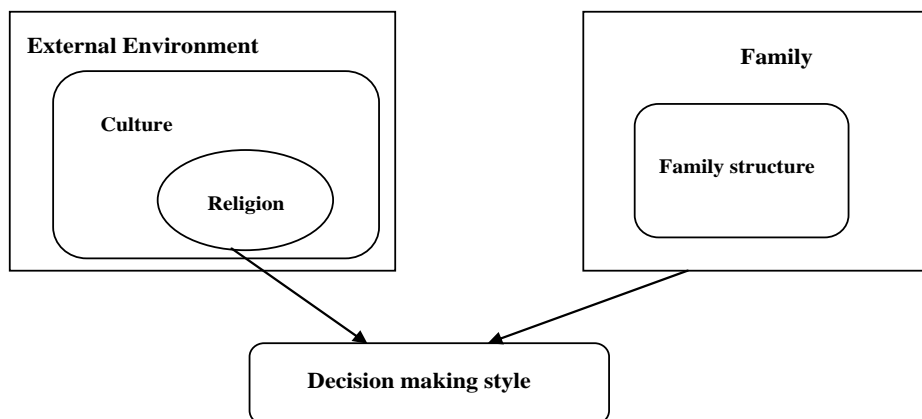 External Environment
Culture
Religion
Family
Family structure
Decision making style